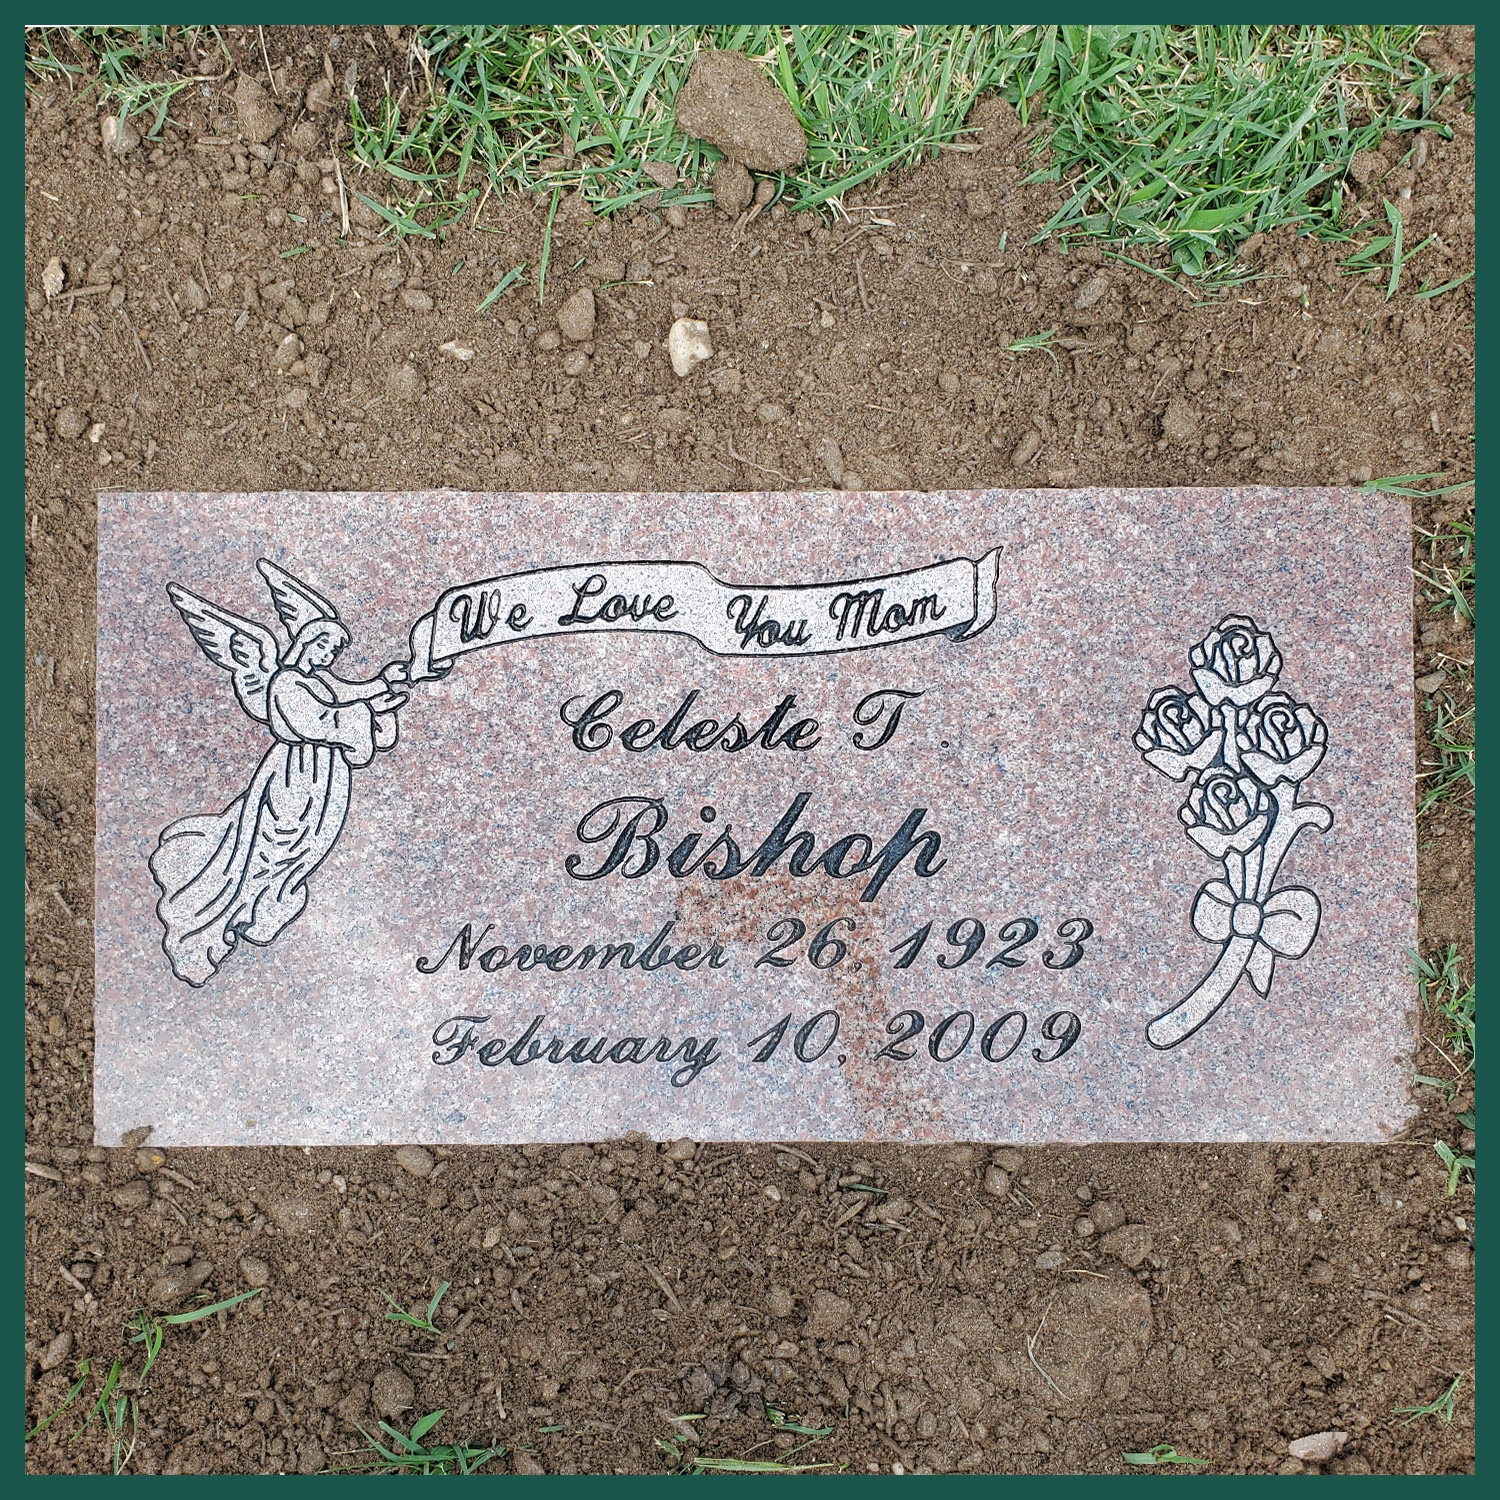 We Love You Mom
Celeste T.
Bishop
November 26, 1923
February 10, 2009